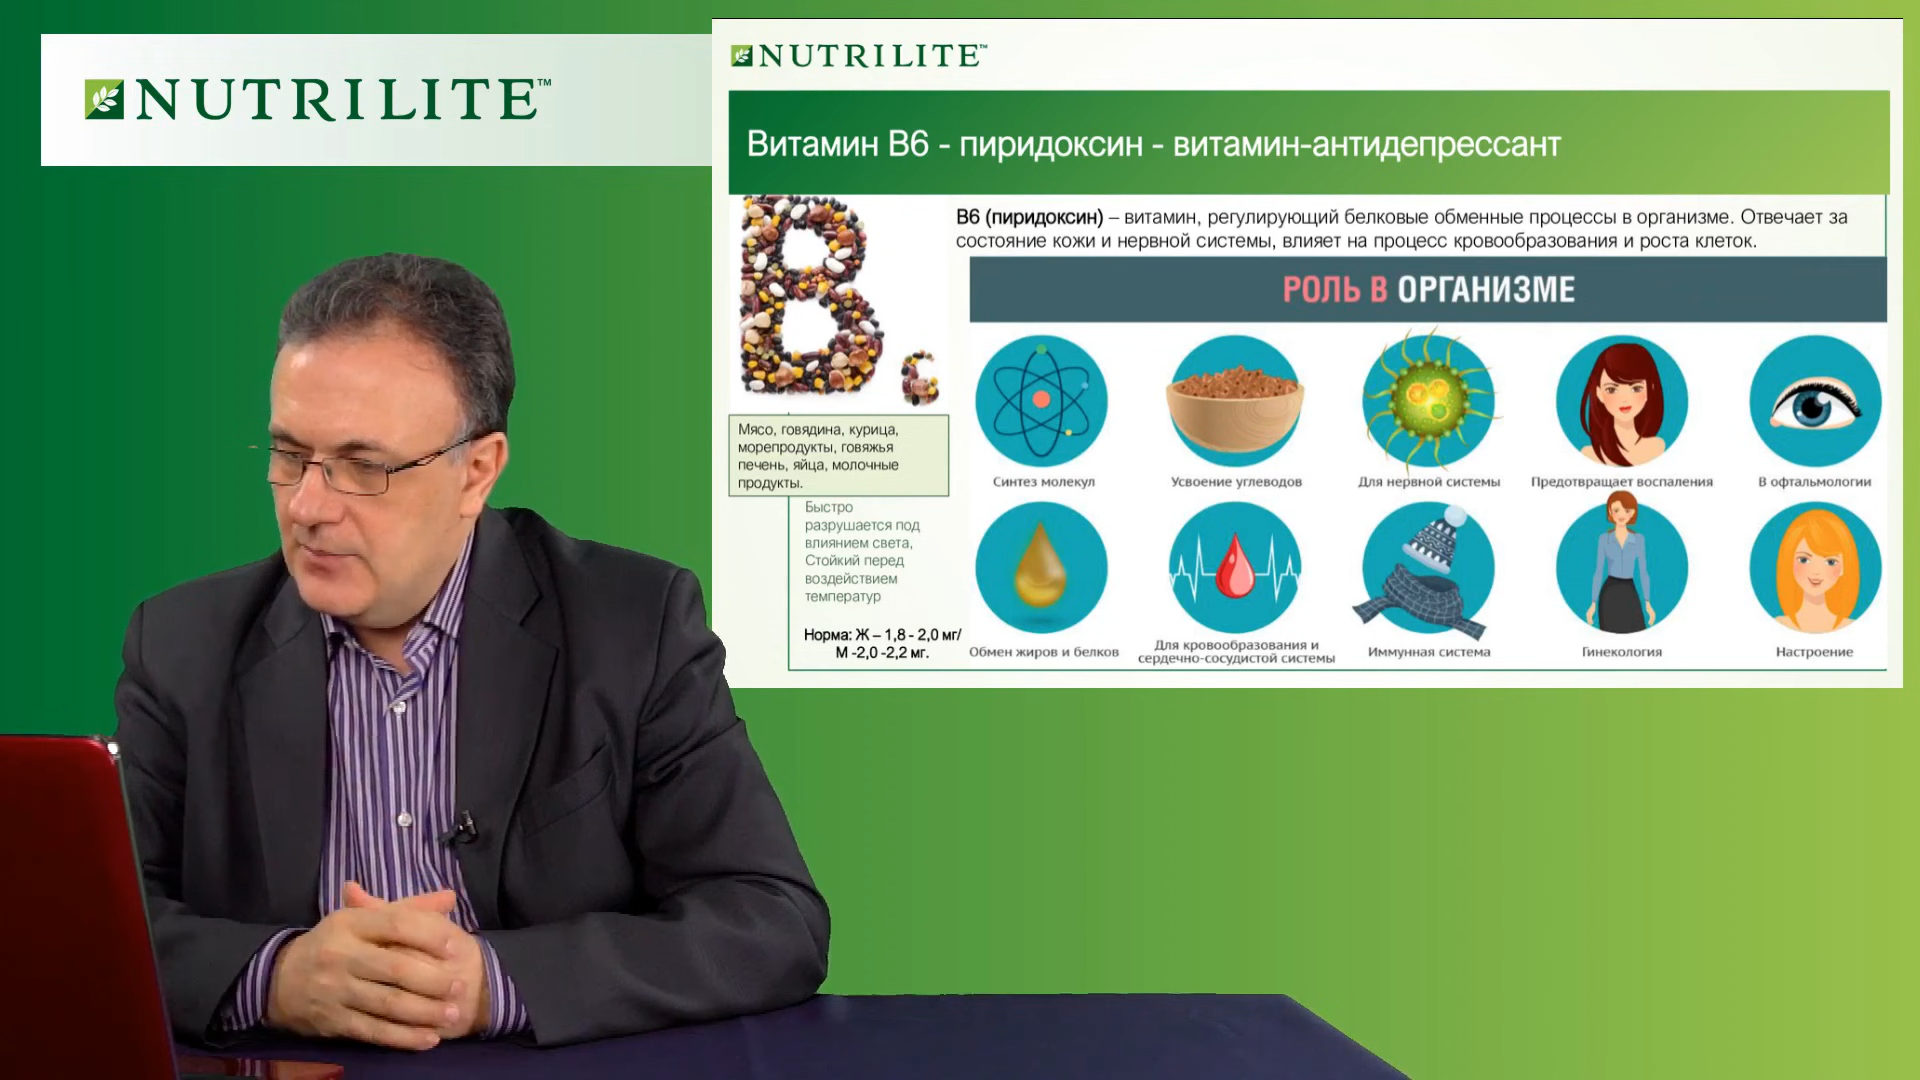 NUTRILITE™
NUTRILITE™
Витамин В6 - пиридоксин - витамин-антидепрессант
В6 (пиридоксин) – витамин, регулирующий белковые обменные процессы в организме. Отвечает за
состояние кожи и нервной системы, влияет на процесс кровообразования и роста клеток.
B6
РОЛЬ В ОРГАНИЗМЕ
Мясо, говядина, курица,
морепродукты, говяжья
печень, яйца, молочные
продукты.
Быстро
разрушается под
влиянием света,
Стойкий перед
воздействием
температур
Норма: Ж – 1,8 - 2,0 мг/
М -2,0 -2,2 мг.
Синтез молекул
Усвоение углеводов
Для нервной системы
Предотвращает воспаления
В офтальмологии
Обмен жиров и белков
Для кровообразования и
сердечно-сосудистой системы
Иммунная система
Гинекология
Настроение